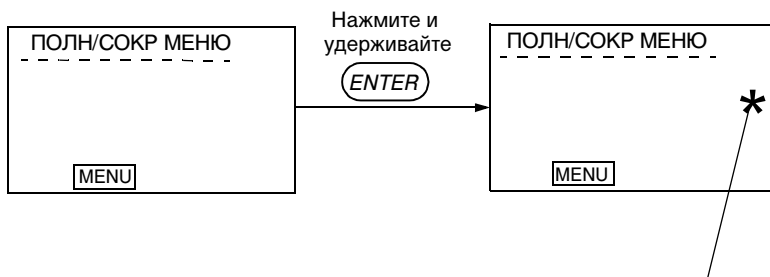 ПОЛН/СОКР МЕНЮ
MENU
Нажмите и
удерживайте
ENTER
ПОЛН/СОКР МЕНЮ
*
MENU